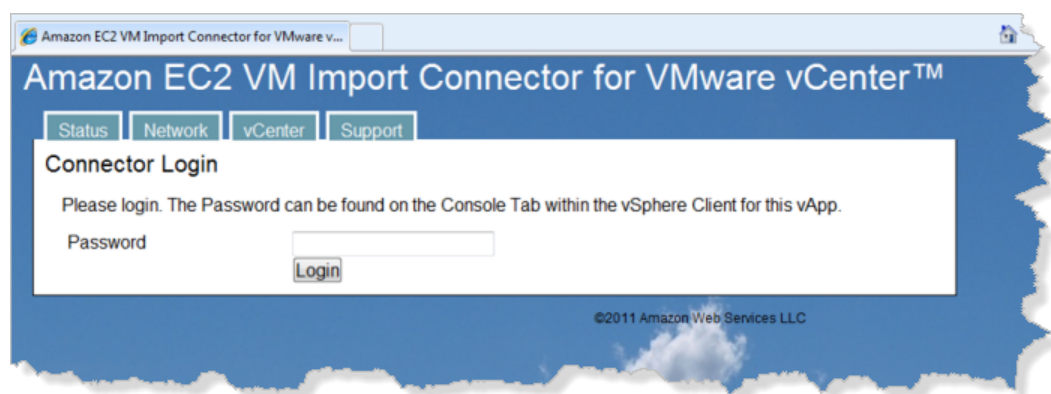 Amazon EC2 VM Import Connector for VMware v...
Amazon EC2 VM Import Connector for VMware vCenter™
Status Network vCenter Support
Connector Login
Please login. The Password can be found on the Console Tab within the vSphere Client for this vApp.
Password
Login
©2011 Amazon Web Services LLC